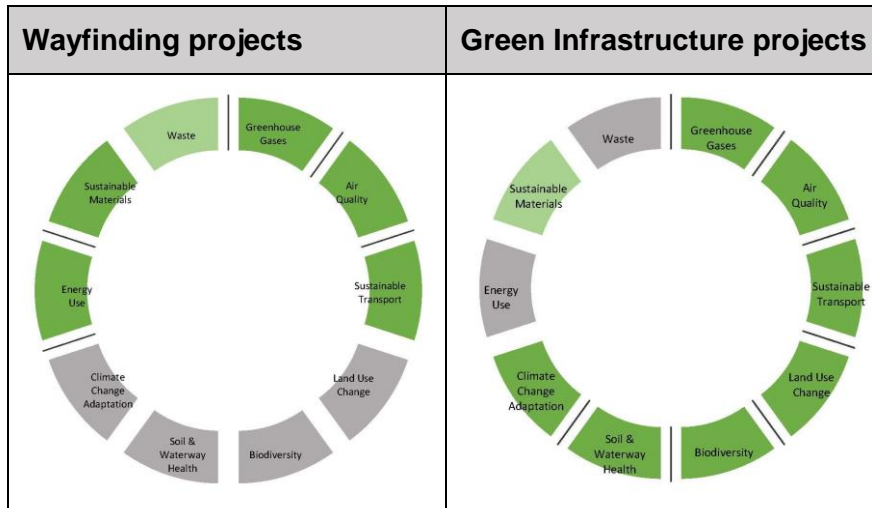 Wayfinding projects
Green Infrastructure projects
Waste
Greenhouse
Gases
Sustainable
Materials
Air
Quality
Energy
Use
Sustainable
Transport
Climate
Change
Adaptation
Land Use
Change
Soil &
Waterway
Health
Biodiversity
Waste
Greenhouse
Gases
Sustainable
Materials
Air
Quality
Energy
Use
Sustainable
Transport
Climate
Change
Adaptation
Land Use
Change
Soil &
Waterway
Health
Biodiversity